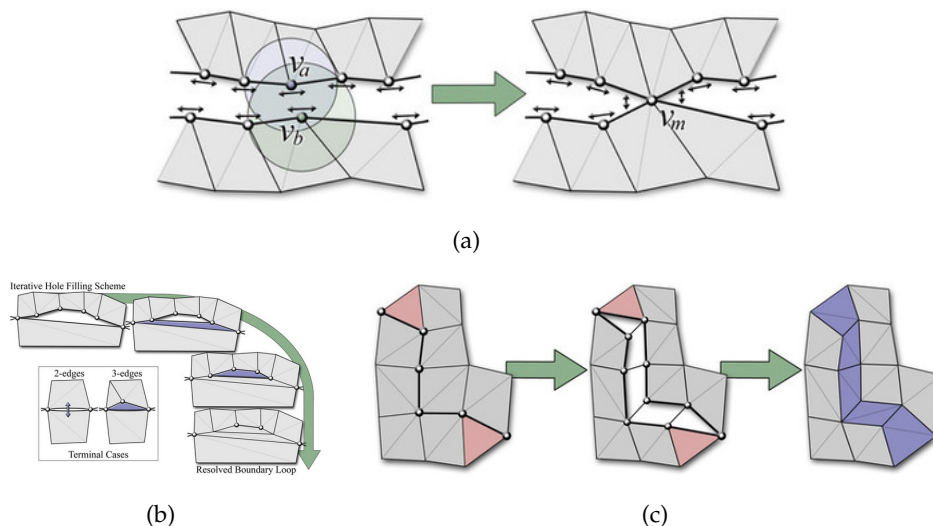 v_a
v_b
v_m
(a)
Iterative Hole Filling Scheme
2-edges 3-edges
Terminal Cases
Resolved Boundary Loop
(b) (c)